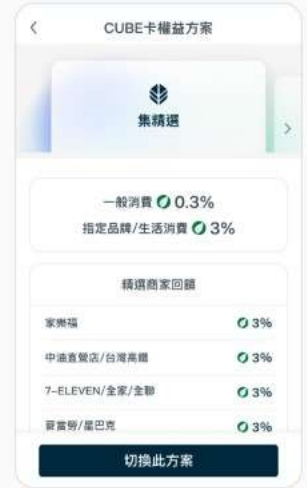 CUBE卡權益方案
集精選
一般消費 0.3%
指定品牌/生活消費 3%
精選商家回饋
家樂福 3%
中油直營店/台灣高鐵 3%
7-ELEVEN/全家/全聯 3%
麥當勞/星巴克 3%
切換此方案